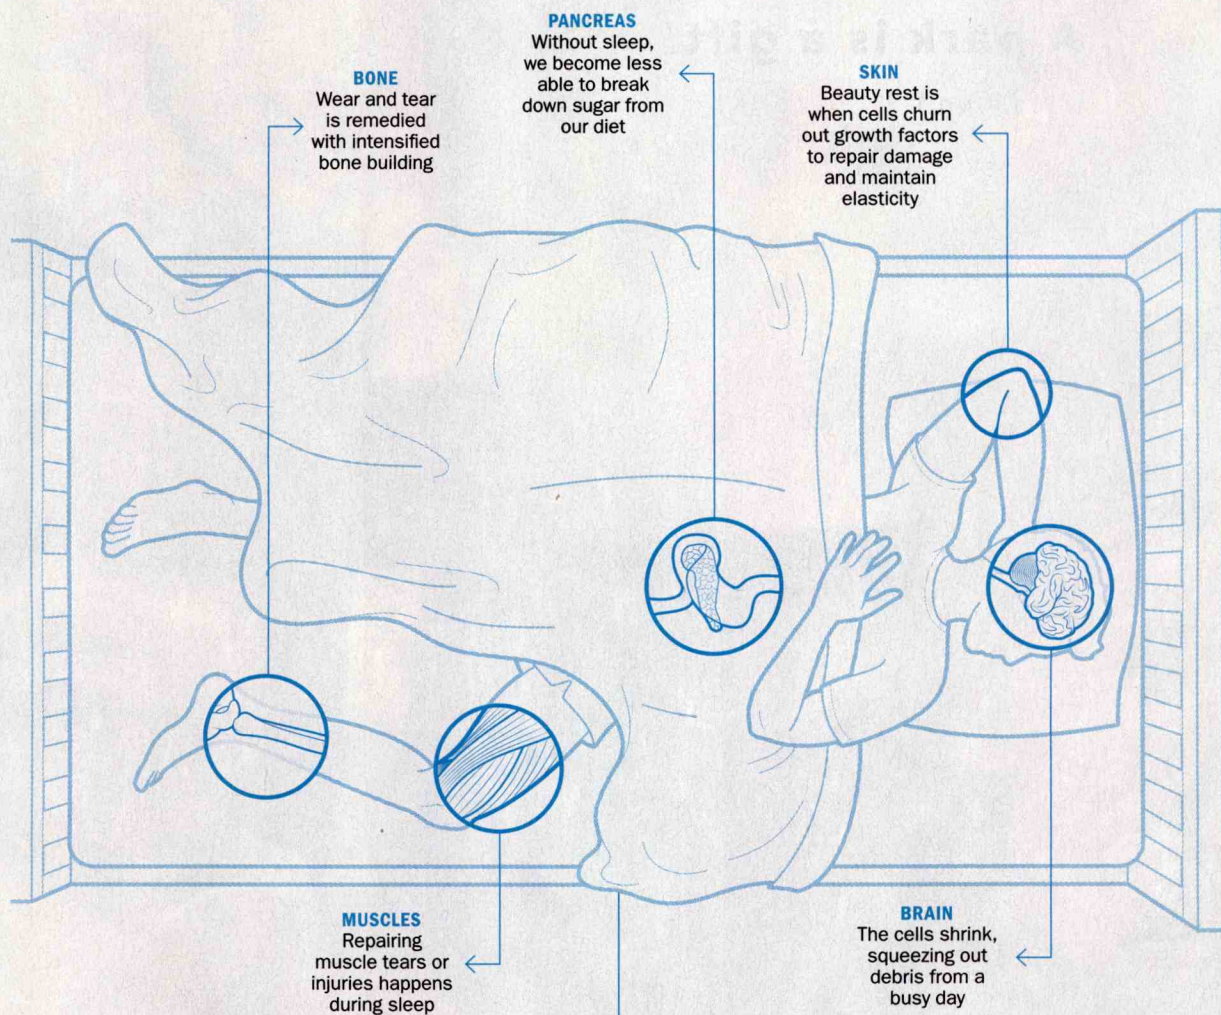 PANCREAS
Without sleep,
we become less
able to break
down sugar from
our diet
BONE
Wear and tear
is remedied
with intensified
bone building
SKIN
Beauty rest is
when cells churn
out growth factors
to repair damage
and maintain
elasticity
MUSCLES
Repairing
muscle tears or
injuries happens
during sleep
BRAIN
The cells shrink,
squeezing out
debris from a
busy day